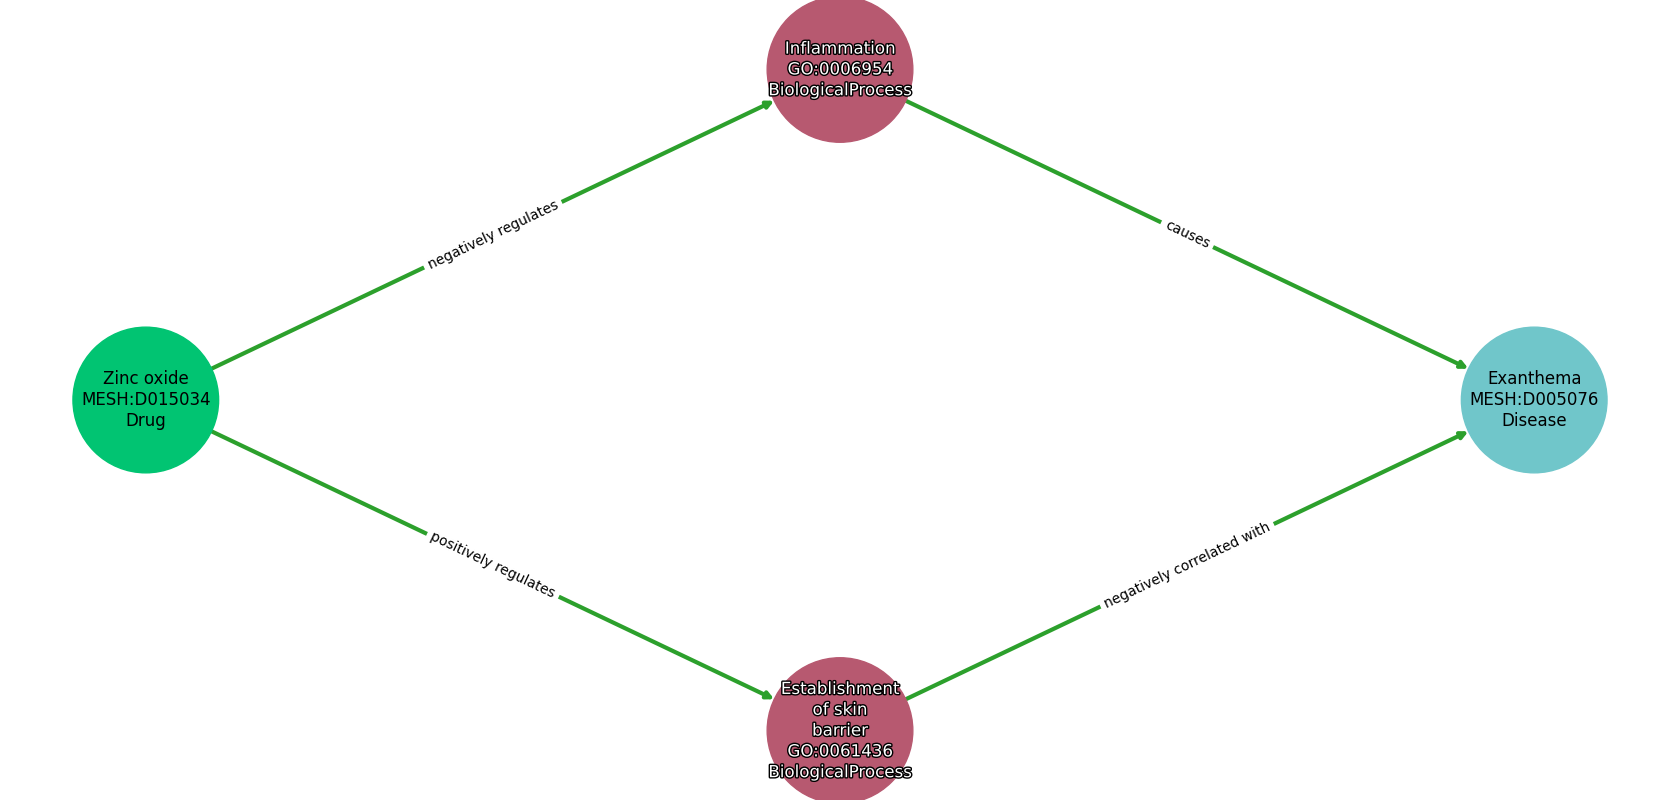 Inflammation
GO:0006954
BiologicalProcess
negatively regulates
causes
Zinc oxide
MESH:D015034
Drug
Exanthema
MESH:D005076
Disease
positively regulates
negatively correlated with
Establishment
of skin
barrier
GO:0061436
BiologicalProcess